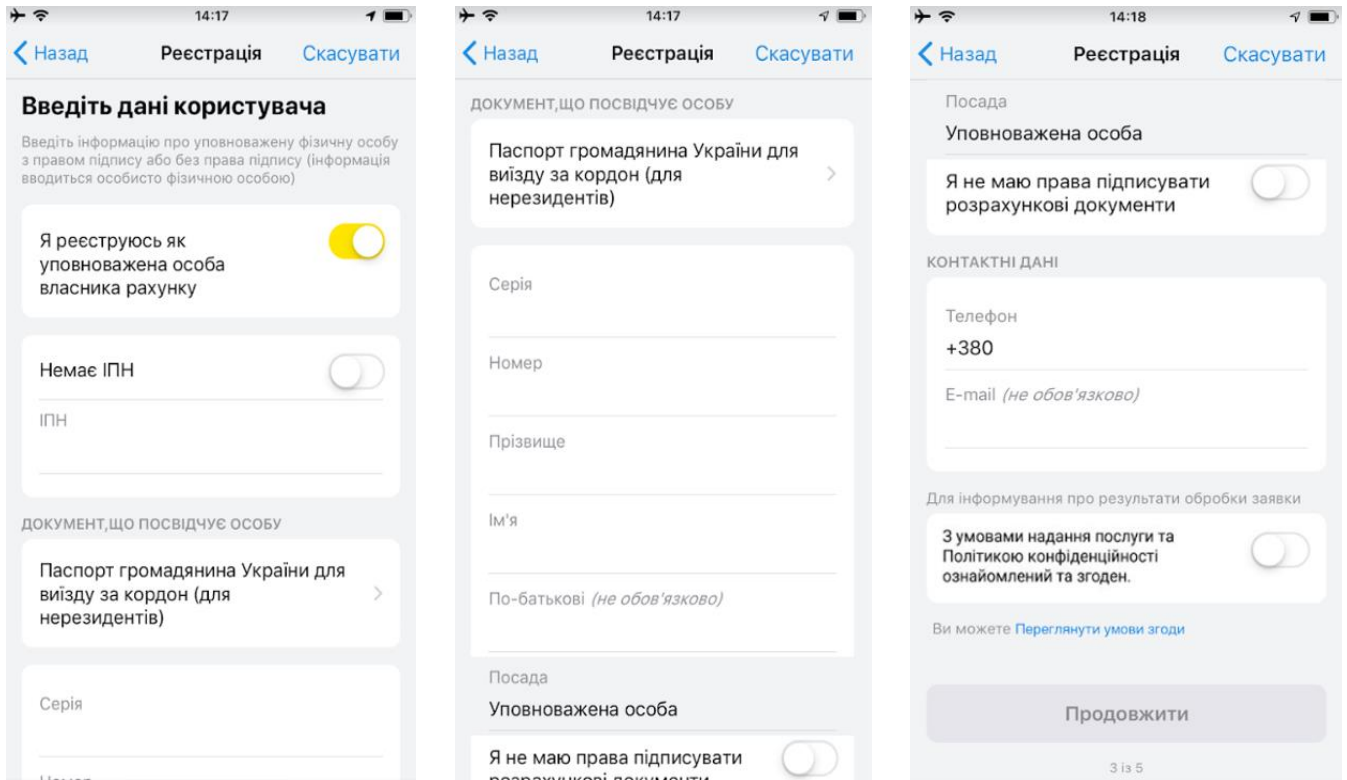 14:17
Назад Реєстрація Скасувати
Введіть дані користувача
Введіть інформацію про уповноважену фізичну особу
з правом підпису або без права підпису (інформація
вводиться особисто фізичною особою)
Я реєструюсь як
уповноважена особа
власника рахунку
Немає ІПН
ІПН
ДОКУМЕНТ,ЩО ПОСВІДЧУЄ ОСОБУ
Паспорт громадянина України для
виїзду за кордон (для
нерезидентів)
Серія
14:17
Назад Реєстрація Скасувати
ДОКУМЕНТ,ЩО ПОСВІДЧУЄ ОСОБУ
Паспорт громадянина України для
виїзду за кордон (для
нерезидентів)
Серія
Номер
Прізвище
Ім'я
По-батькові (не обов'язково)
Посада
Уповноважена особа
Я не маю права підписувати
розрахункові документи
14:18
Назад Реєстрація Скасувати
Посада
Уповноважена особа
Я не маю права підписувати
розрахункові документи
КОНТАКТНІ ДАНІ
Телефон
+380
E-mail (не обов'язково)
Для інформування про результати обробки заявки
З умовами надання послуги та
Політикою конфіденційності
ознайомлений та згоден.
Ви можете Переглянути умови згоди
Продовжити
3 із 5